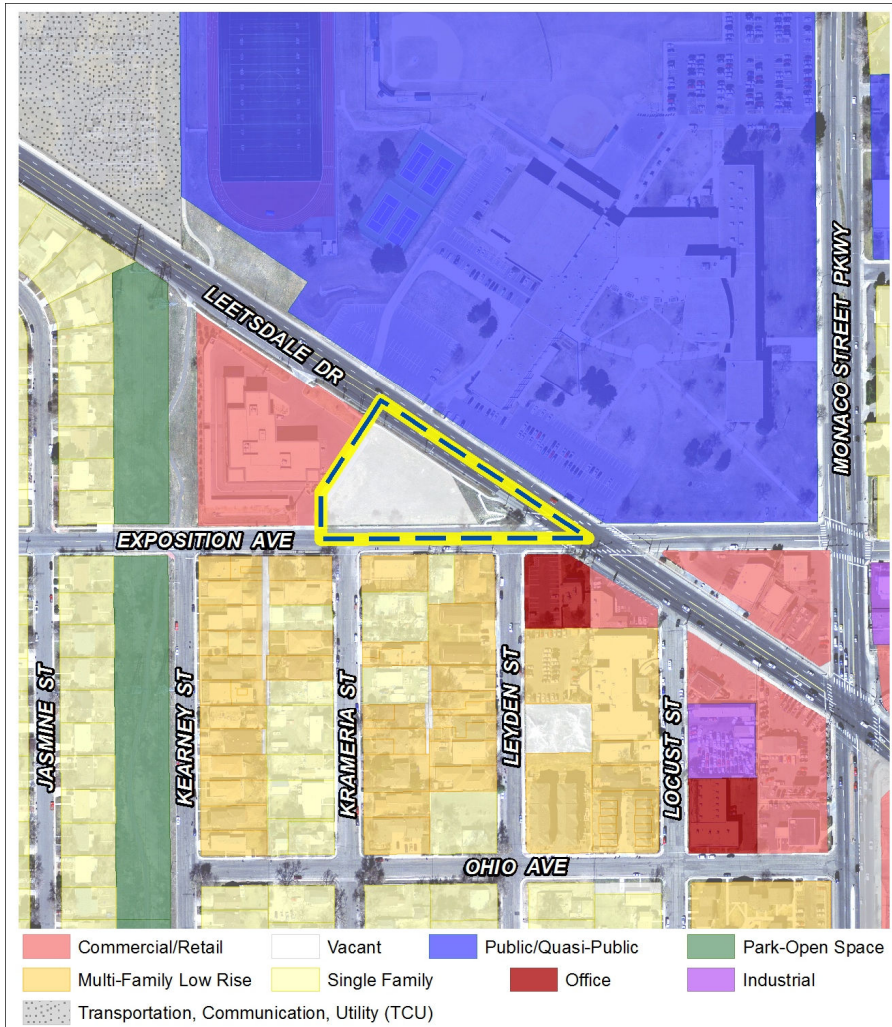 LEETSDALE DR
MONACO STREET PKWY
EXPOSITION AVE
JASMINE ST
KEARNEY ST
KRAMERIA ST
LEYDEN ST
LOCUST ST
OHIO AVE
Commercial/Retail
Vacant
Public/Quasi-Public
Park-Open Space
Multi-Family Low Rise
Single Family
Office
Industrial
Transportation, Communication, Utility (TCU)